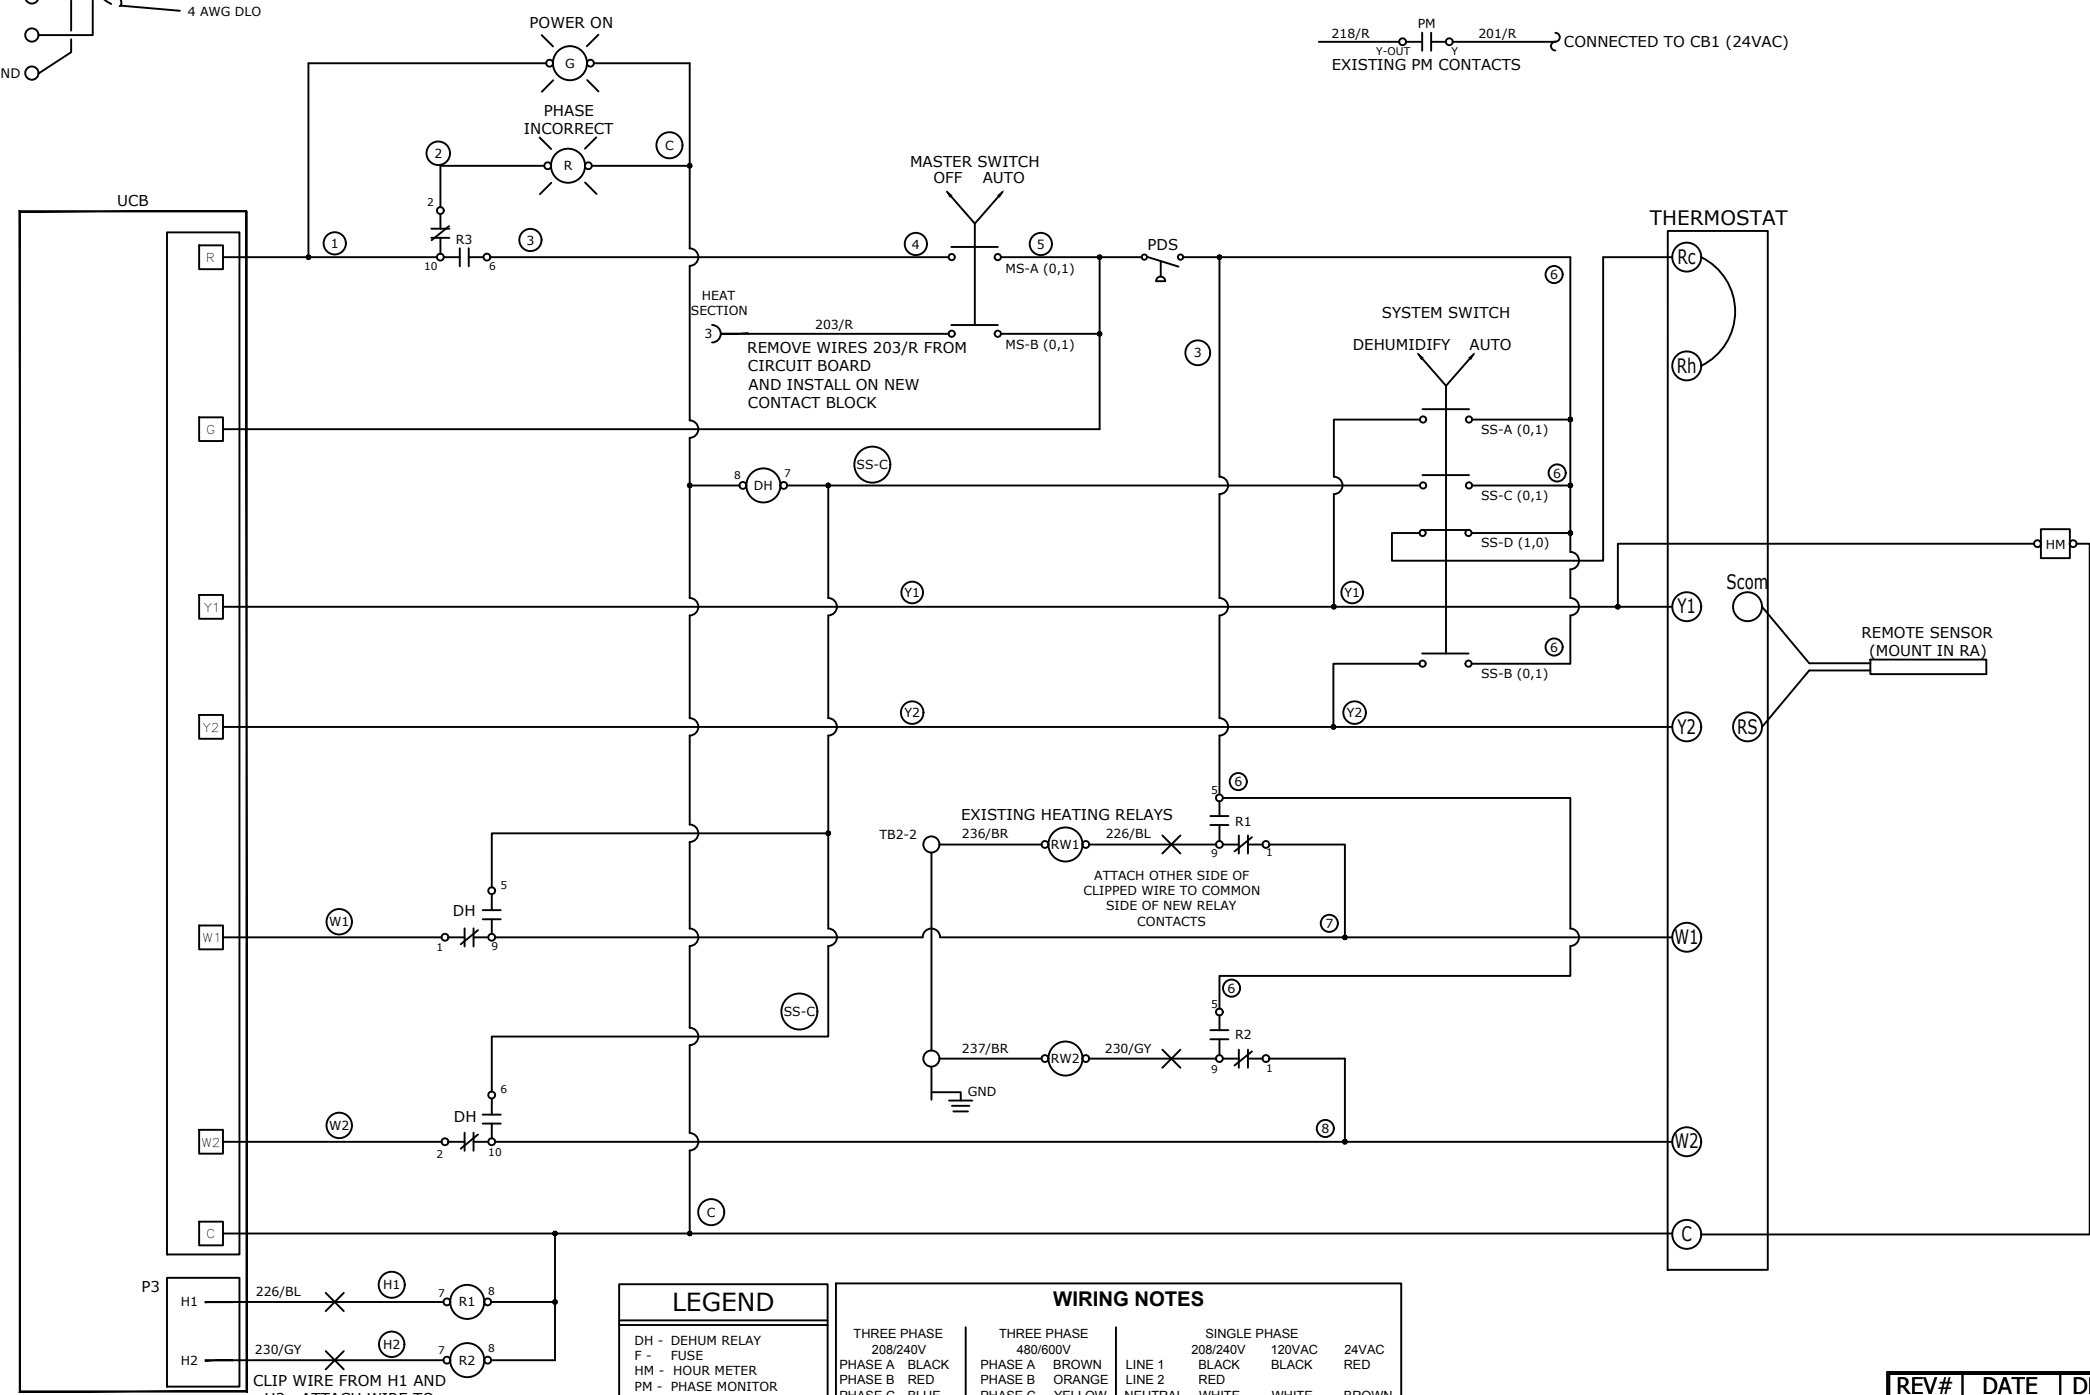 4 AWG DLO
ND
POWER ON
G
PHASE
INCORRECT
R
C
2
2
218/R
PM
201/R
Y-OUT
Y
CONNECTED TO CB1 (24VAC)
EXISTING PM CONTACTS
MASTER SWITCH
OFF AUTO
UCB
R
1
R3
10
6
3
4
5
MS-A (0,1)
PDS
6
THERMOSTAT
Rc
Rh
HEAT
SECTION
3
203/R
MS-B (0,1)
REMOVE WIRES 203/R FROM
CIRCUIT BOARD
AND INSTALL ON NEW
CONTACT BLOCK
3
SYSTEM SWITCH
DEHUMIDIFY AUTO
G
SS-A (0,1)
8
DH
7
SS-C
6
SS-C (0,1)
SS-D (1,0)
HM
Y1
Y1
Y1
Y1
Scom
REMOTE SENSOR
(MOUNT IN RA)
6
SS-B (0,1)
Y2
Y2
Y2
Y2
RS
6
5
EXISTING HEATING RELAYS
R1
TB2-2
236/BR
RW1
226/BL
9
1
ATTACH OTHER SIDE OF
CLIPPED WIRE TO COMMON
SIDE OF NEW RELAY
CONTACTS
5
DH
W1
W1
1
9
7
W1
SS-C
6
5
R2
237/BR
RW2
230/GY
9
1
GND
6
DH
W2
W2
2
10
8
W2
C
C
C
P3
H1
226/BL
H1
7
R1
8
H2
230/GY
H2
7
R2
8
CLIP WIRE FROM H1 AND
LEGEND
DH - DEHUM RELAY
F - FUSE
HM - HOUR METER
PM - PHASE MONITOR
WIRING NOTES
THREE PHASE
208/240V
PHASE A BLACK
PHASE B RED
PHASE C BLUE
THREE PHASE
480/600V
PHASE A BROWN
PHASE B ORANGE
PHASE C YELLOW
SINGLE PHASE
208/240V 120VAC 24VAC
LINE 1 BLACK BLACK RED
LINE 2 RED
NEUTRAL WHITE WHITE BROWN
REV# DATE